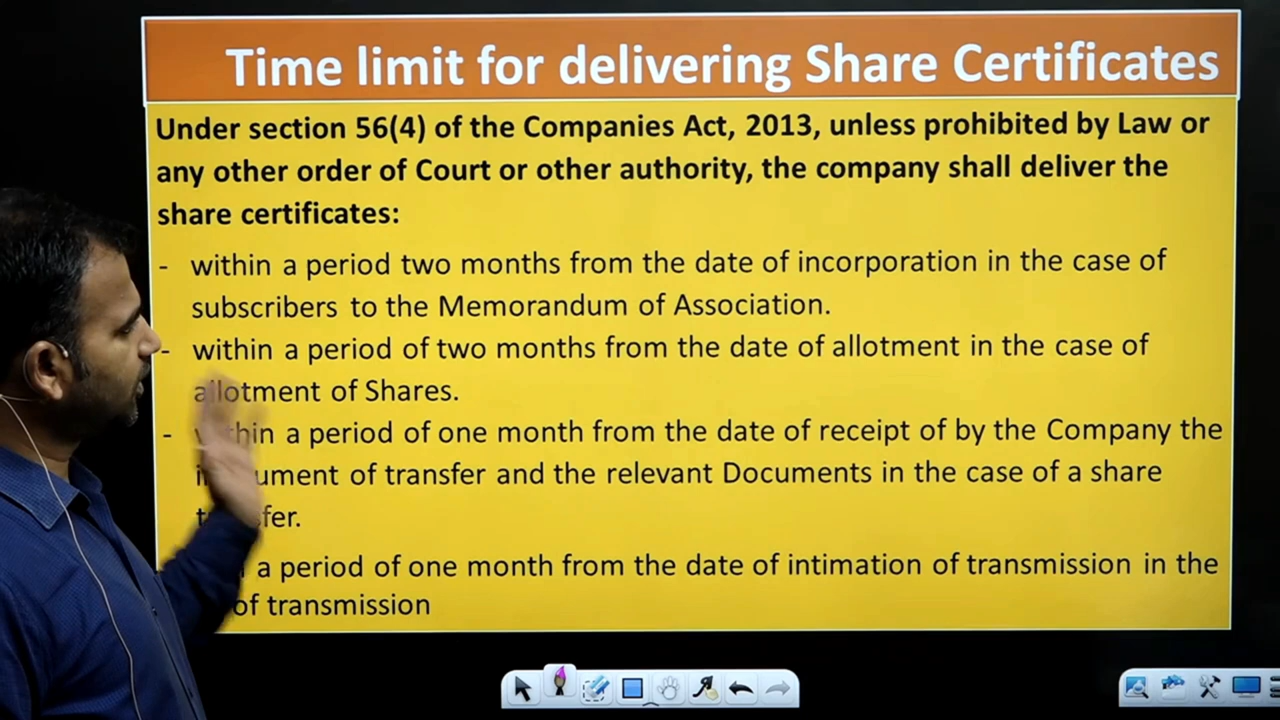 Time limit for delivering Share Certificates
Under section 56(4) of the Companies Act, 2013, unless prohibited by Law or
any other order of Court or other authority, the company shall deliver the
share certificates:
- within a period two months from the date of incorporation in the case of
subscribers to the Memorandum of Association.
- within a period of two months from the date of allotment in the case of
allotment of Shares.
- within a period of one month from the date of receipt of by the Company the
instrument of transfer and the relevant Documents in the case of a share
transfer.
a period of one month from the date of intimation of transmission in the
of transmission